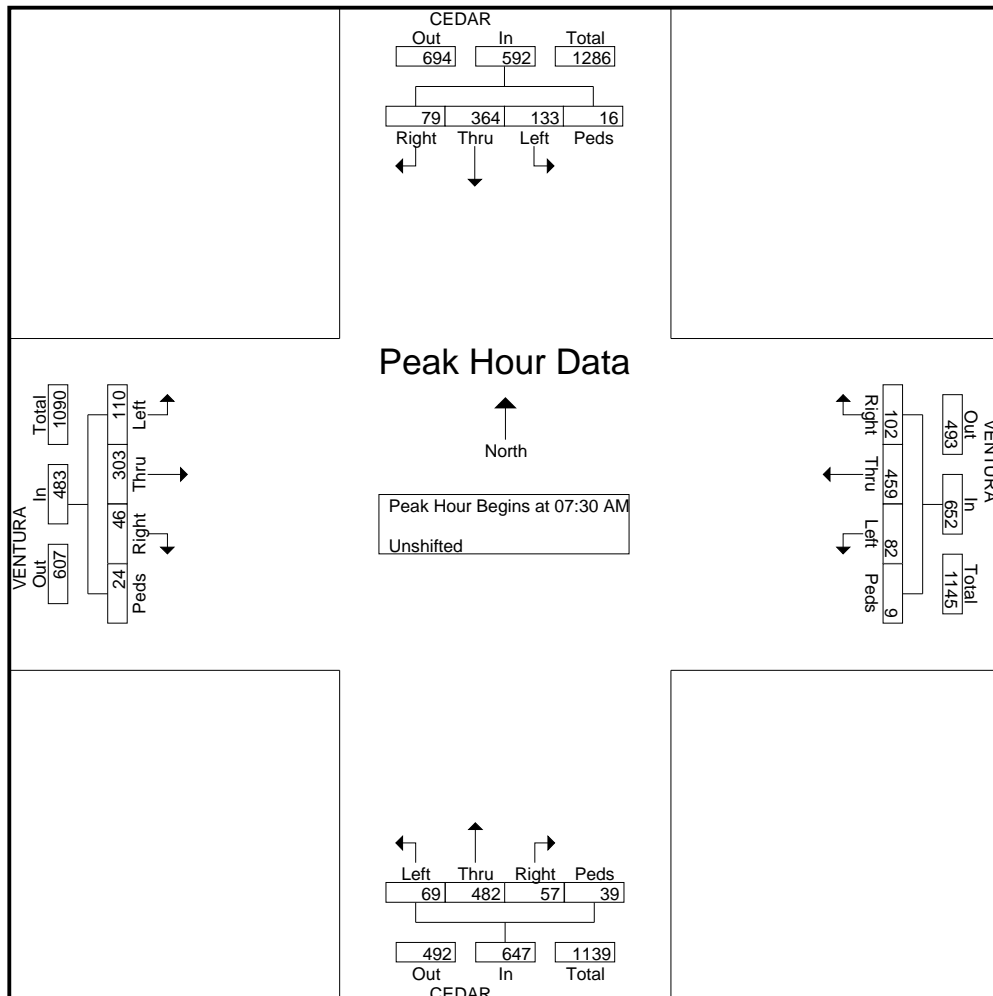 CEDAR
Out In Total
694 592 1286
79 364 133 16
Right Thru Left Peds
Peak Hour Data
North
Peak Hour Begins at 07:30 AM
Unshifted
VENTURA
Total In Out
1090 483 607
110 303 46 24
Left Thru Right Peds
VENTURA
Out In Total
493 652 1145
102 459 82 9
Right Thru Left Peds
Left Thru Right Peds
69 482 57 39
492 647 1139
Out In Total
CEDAR